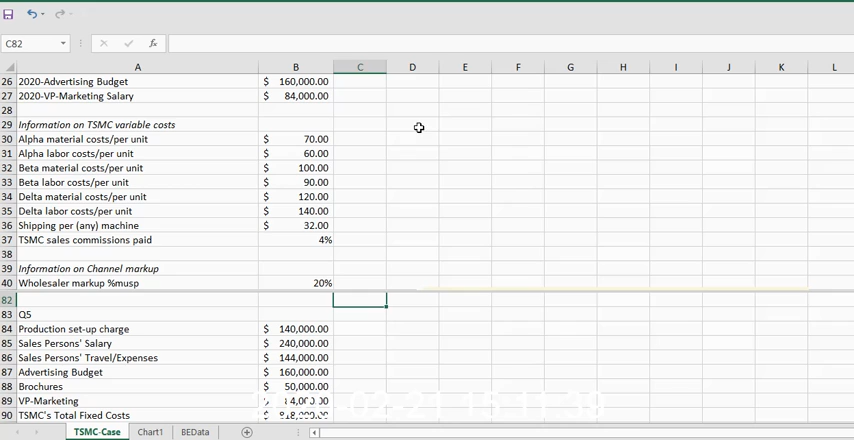 C82 fx
A B C D E F G H I J K L
26 2020-Advertising Budget $ 160,000.00
27 2020-VP-Marketing Salary $ 84,000.00
28
29 Information on TSMC variable costs
30 Alpha material costs/per unit $ 70.00
31 Alpha labor costs/per unit $ 60.00
32 Beta material costs/per unit $ 100.00
33 Beta labor costs/per unit $ 90.00
34 Delta material costs/per unit $ 120.00
35 Delta labor costs/per unit $ 140.00
36 Shipping per (any) machine $ 32.00
37 TSMC sales commissions paid 4%
38
39 Information on Channel markup
40 Wholesaler markup %musp 20%
82
83 Q5
84 Production set-up charge $ 140,000.00
85 Sales Persons' Salary $ 240,000.00
86 Sales Persons' Travel/Expenses $ 144,000.00
87 Advertising Budget $ 160,000.00
88 Brochures $ 50,000.00
89 VP-Marketing $
90 TSMC's Total Fixed Costs $
TSMC-Case Chart1 BEData